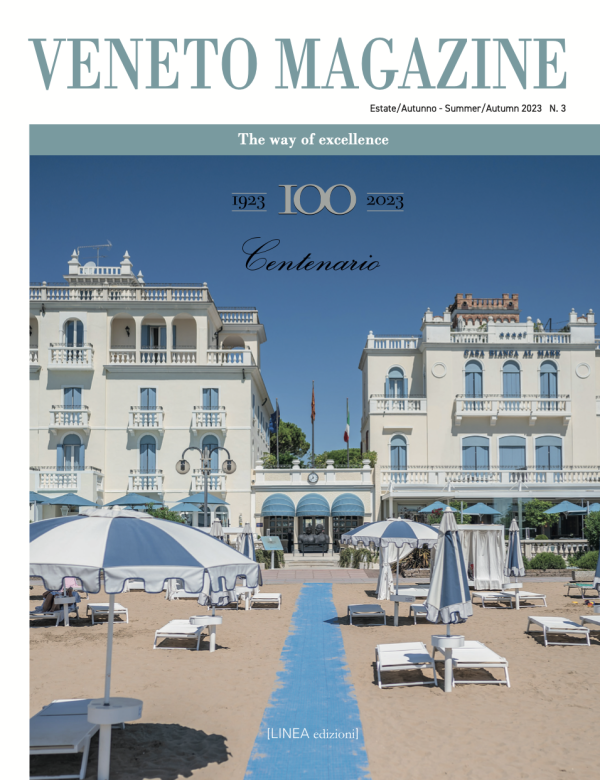 VENETO MAGAZINE
Estate/Autunno - Summer/Autumn 2023 N. 3
The way of excellence
1923 100 2023
Centenario
CASA BIANCA AL MARE
[LINEA edizioni]